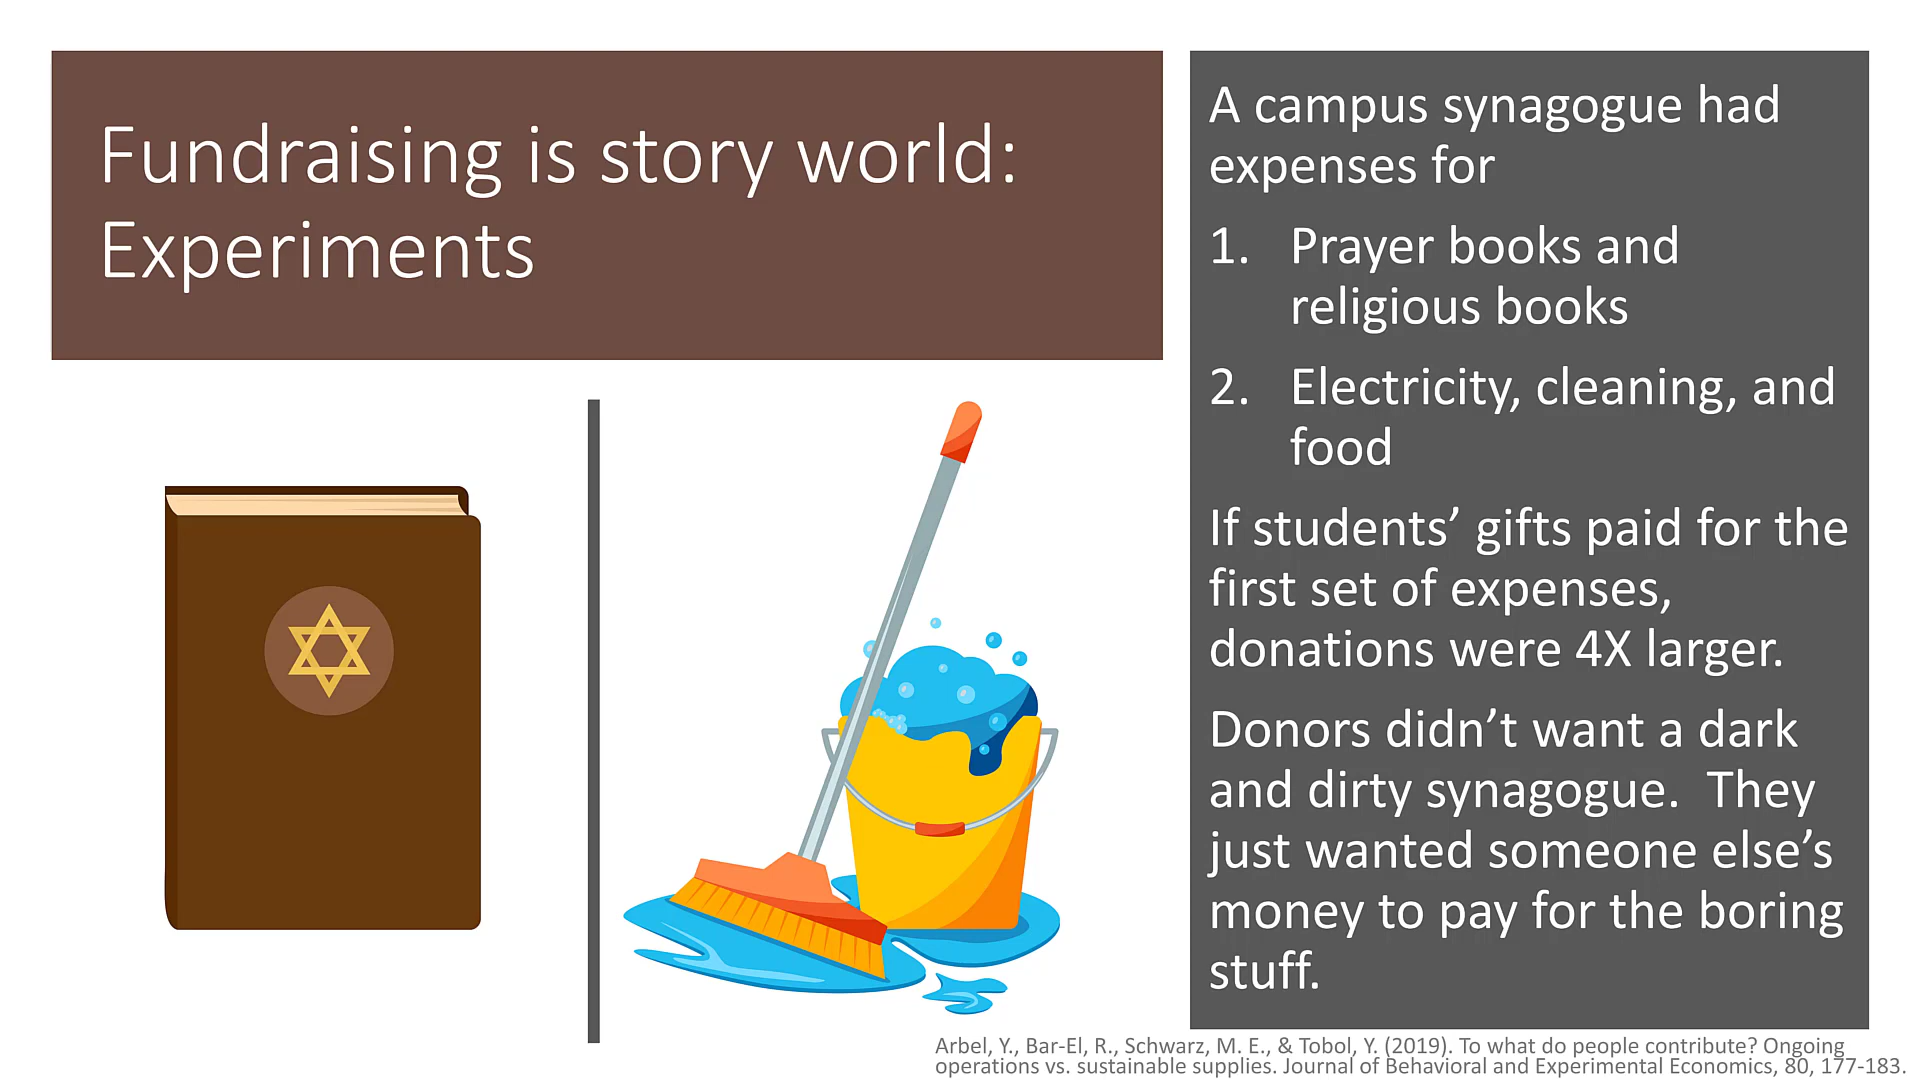 Fundraising is story world:
Experiments
A campus synagogue had
expenses for
1. Prayer books and
religious books
2. Electricity, cleaning, and
food
If students’ gifts paid for the
first set of expenses,
donations were 4X larger.
Donors didn’t want a dark
and dirty synagogue.  They
just wanted someone else’s
money to pay for the boring
stuff.
Arbel, Y., Bar-El, R., Schwarz, M. E., & Tobol, Y. (2019). To what do people contribute? Ongoing
operations vs. sustainable supplies. Journal of Behavioral and Experimental Economics, 80, 177-183.